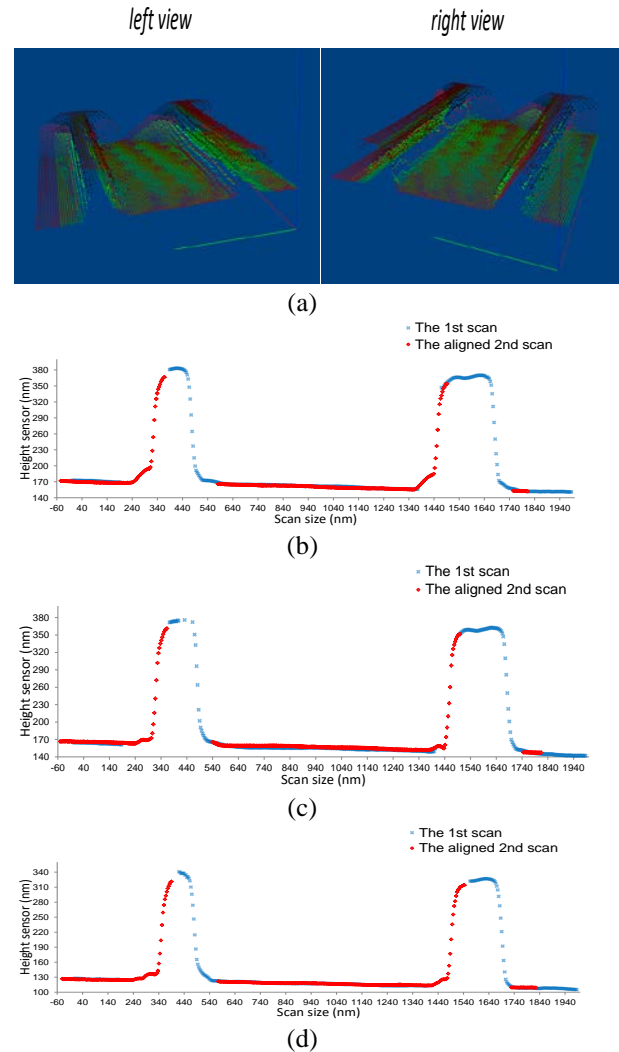 left view right view
(a)
The 1st scan
The aligned 2nd scan
Height sensor (nm)
380
350
320
290
260
230
200
170
140
-60 40 140 240 340 440 540 640 740 840 940 1040 1140 1240 1340 1440 1540 1640 1740 1840 1940
Scan size (nm)
(b)
The 1st scan
The aligned 2nd scan
Height sensor (nm)
380
350
320
290
260
230
200
170
140
-60 40 140 240 341 440 540 640 740 840 940 1040 1140 1240 1340 1440 1540 1640 1740 1840 1940
Scan size (nm)
(c)
The 1st scan
The aligned 2nd scan
Height sensor (nm)
340
310
280
250
220
190
160
130
100
-60 40 140 240 340 440 540 640 740 840 940 1040 1140 1240 1340 1440 1540 1640 1740 1840 1940
Scan size (nm)
(d)